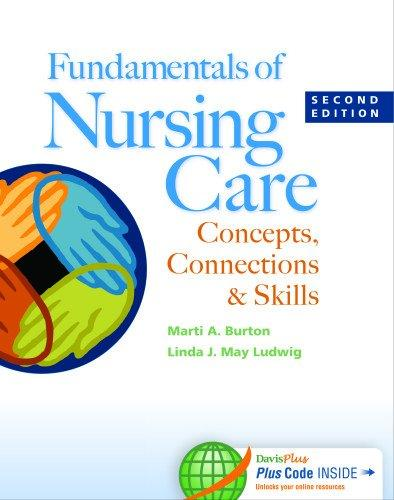 Fundamentals of
Nursing
Care
SECOND
EDITION
Concepts,
Connections
& Skills
Marti A. Burton
Linda J. May Ludwig
DavisPlus
Plus Code INSIDE
Unlocks your online resources